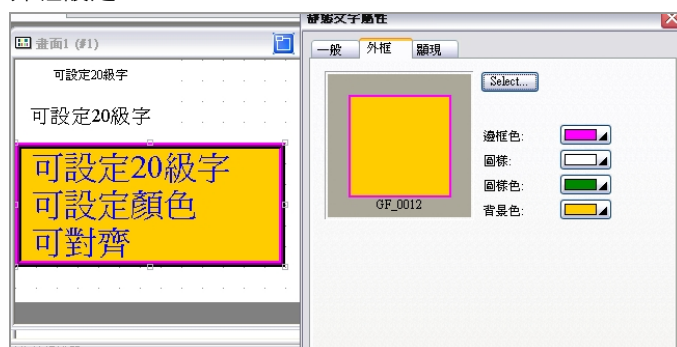 靜態文字屬性
畫面1 (#1)
一般 外框 顯現
可設定20級字
可設定20級字
可設定20級字
可設定顏色
可對齊
Select...
GF_0012
邊框色:
圖樣:
圖樣色:
背景色: